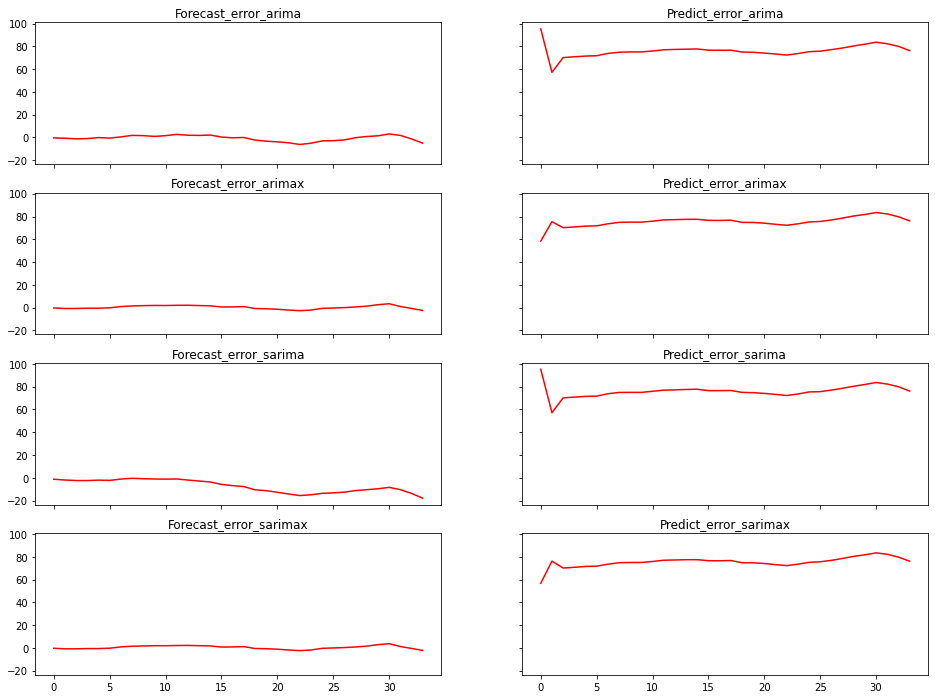 Forecast_error_arima
Predict_error_arima
100
80
60
40
20
0
−20
Forecast_error_arimax
Predict_error_arimax
100
80
60
40
20
0
−20
Forecast_error_sarima
Predict_error_sarima
100
80
60
40
20
0
−20
Forecast_error_sarimax
Predict_error_sarimax
100
80
60
40
20
0
−20
0 5 10 15 20 25 30
0 5 10 15 20 25 30